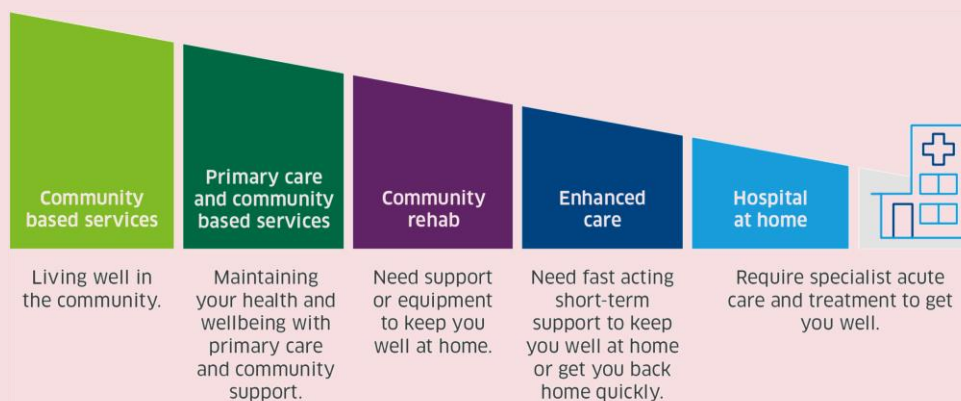 Community
based services
Primary care
and community
based services
Community
rehab
Enhanced
care
Hospital
at home
Living well in
the community.
Maintaining
your health and
wellbeing with
primary care
and community
support.
Need support
or equipment
to keep you
well at home.
Need fast acting
short-term
support to keep
you well at home
or get you back
home quickly.
Require specialist acute
care and treatment to get
you well.